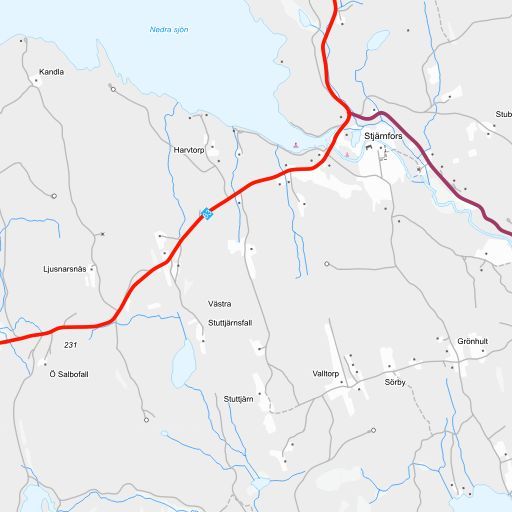 Nedra sjön
Kandla
Stub
Stjärnfors
Harvtorp
Ljusnarsnäs
Västra
Stuttjärnsfall
231
Grönhult
Ö Salbofall
Valltorp
Sörby
Stuttjärn